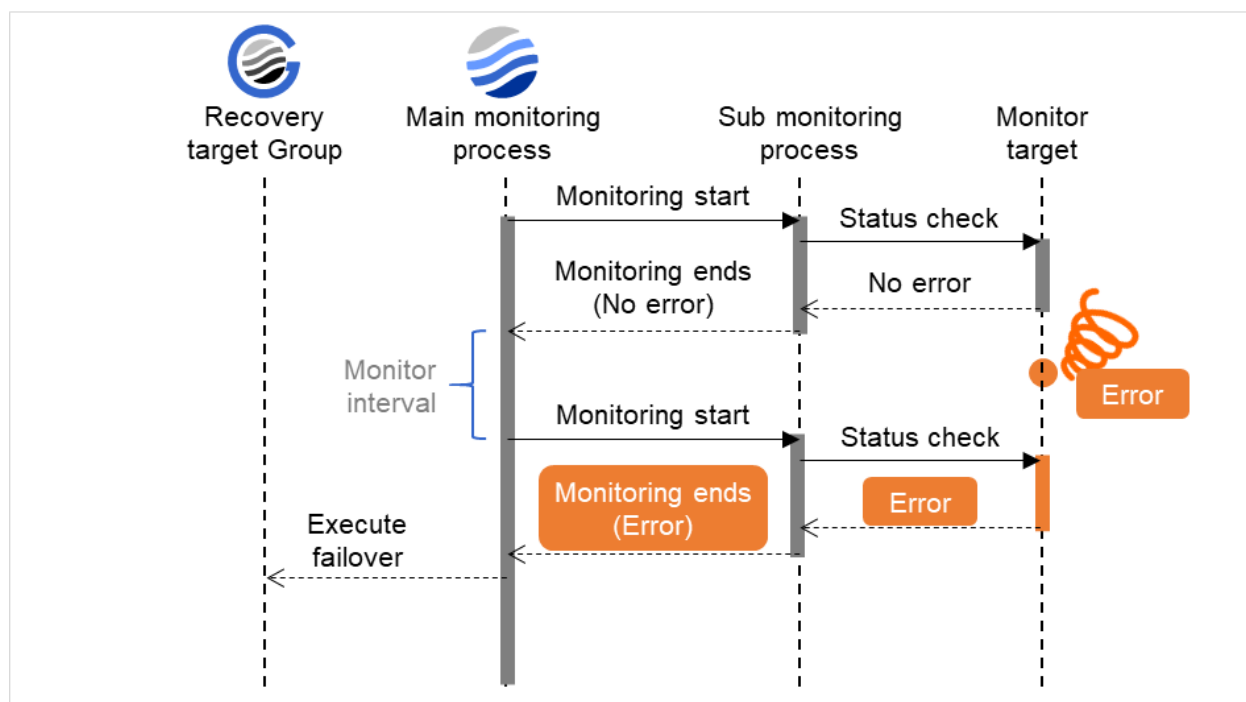 Recovery
target Group
Main monitoring
process
Sub monitoring
process
Monitor
target
Monitoring start
Status check
Monitoring ends
(No error)
No error
Monitor
interval
Error
Monitoring start
Status check
Monitoring ends
(Error)
Error
Execute
failover